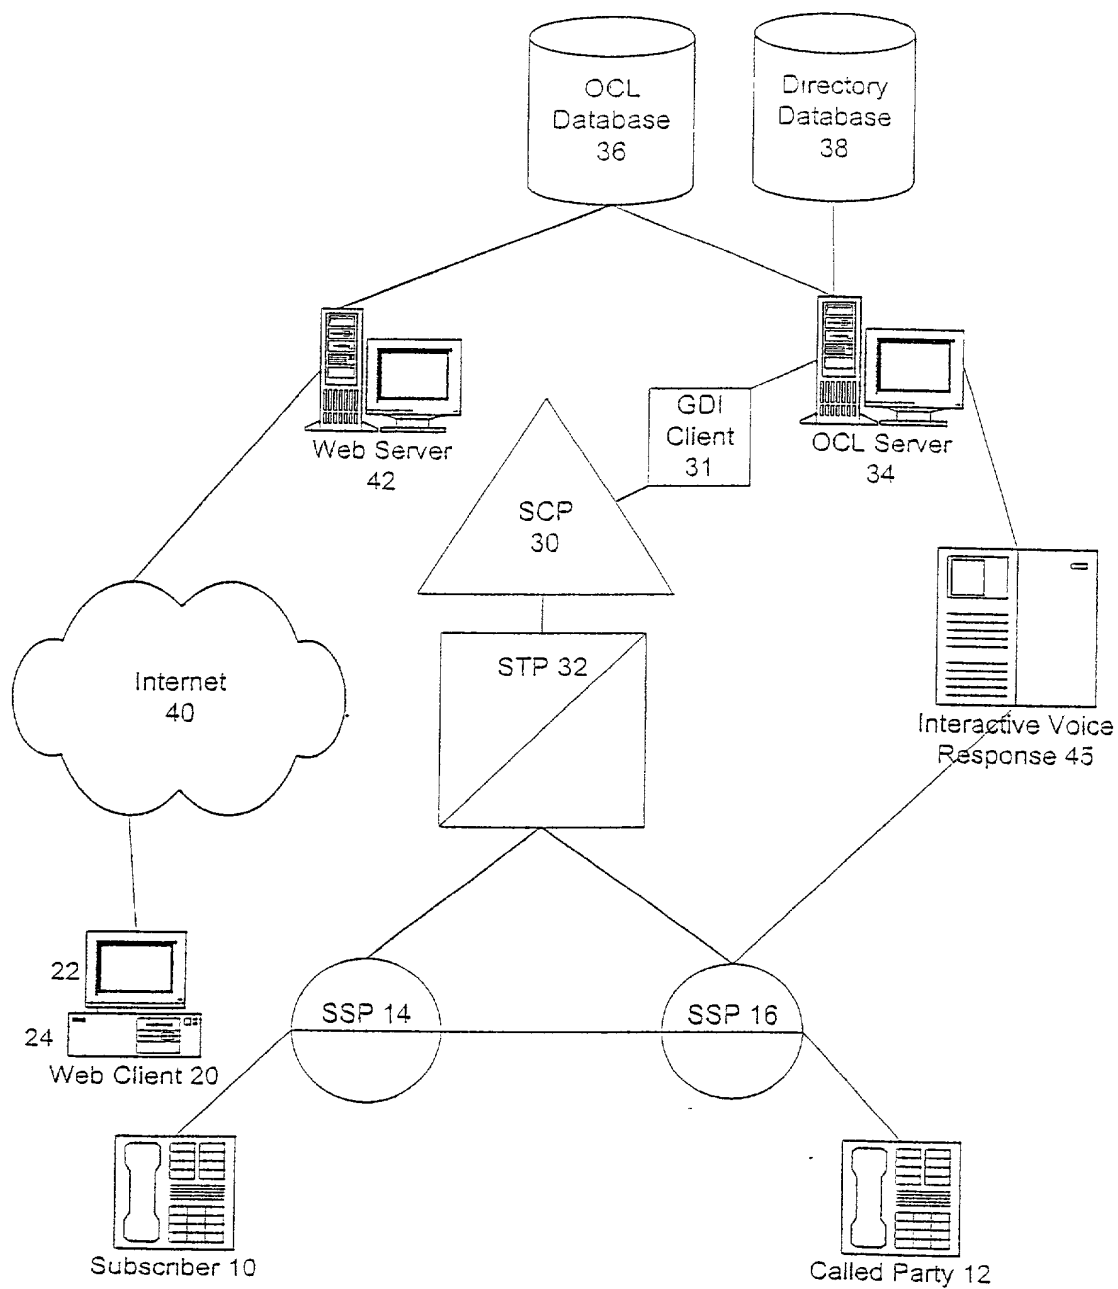 OCL
Database
36
Directory
Database
38
Web Server
42
GDI
Client
31
OCL Server
34
SCP
30
Internet
40
STP 32
Interactive Voice
Response 45
22
24
Web Client 20
SSP 14
SSP 16
Subscriber 10
Called Party 12